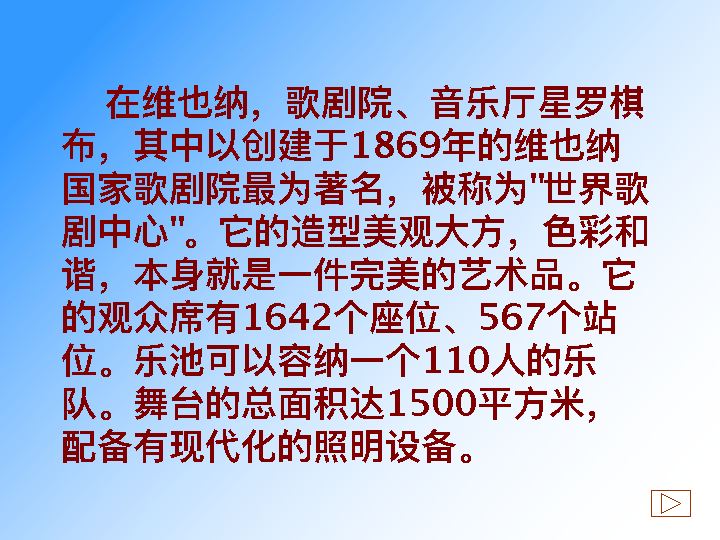 在维也纳，歌剧院、音乐厅星罗棋
布，其中以创建于1869年的维也纳
国家歌剧院最为著名，被称为"世界歌
剧中心"。它的造型美观大方，色彩和
谐，本身就是一件完美的艺术品。它
的观众席有1642个座位、567个站
位。乐池可以容纳一个110人的乐
队。舞台的总面积达1500平方米，
配备有现代化的照明设备。